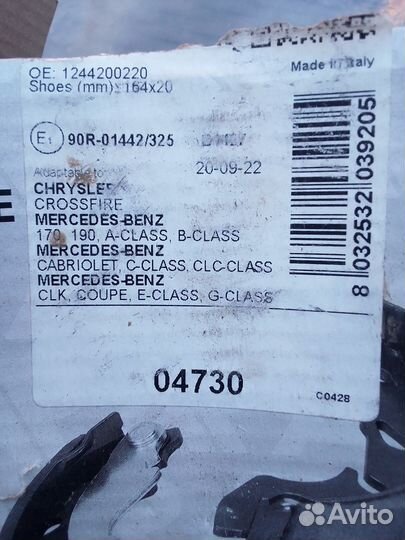 OE: 1244200220
Made in Italy
Shoes (mm): 164x20
E1 90R-01442/325
20-09-22
Adaptable to
CHRYSLER
CROSSFIRE
MERCEDES-BENZ
170, 190, A-CLASS, B-CLASS
MERCEDES-BENZ
CABRIOLET, C-CLASS, CLC-CLASS
MERCEDES-BENZ
CLK, COUPE, E-CLASS, G-CLASS
8 032532 039205
04730
C0428
Avito